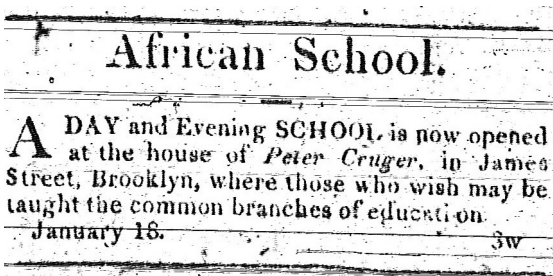 African School.
A DAY and Evening SCHOOL, is now opened
at the house of Peter Cruger, in James
Street, Brooklyn, where those who wish may be
taught the common branches of education
January 18. 3w